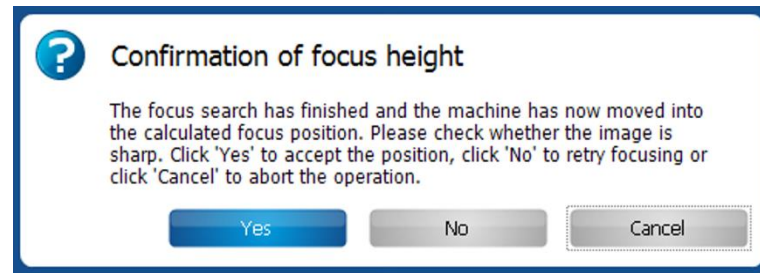 Confirmation of focus height
The focus search has finished and the machine has now moved into
the calculated focus position. Please check whether the image is
sharp. Click 'Yes' to accept the position, click 'No' to retry focusing or
click 'Cancel' to abort the operation.
Yes No Cancel